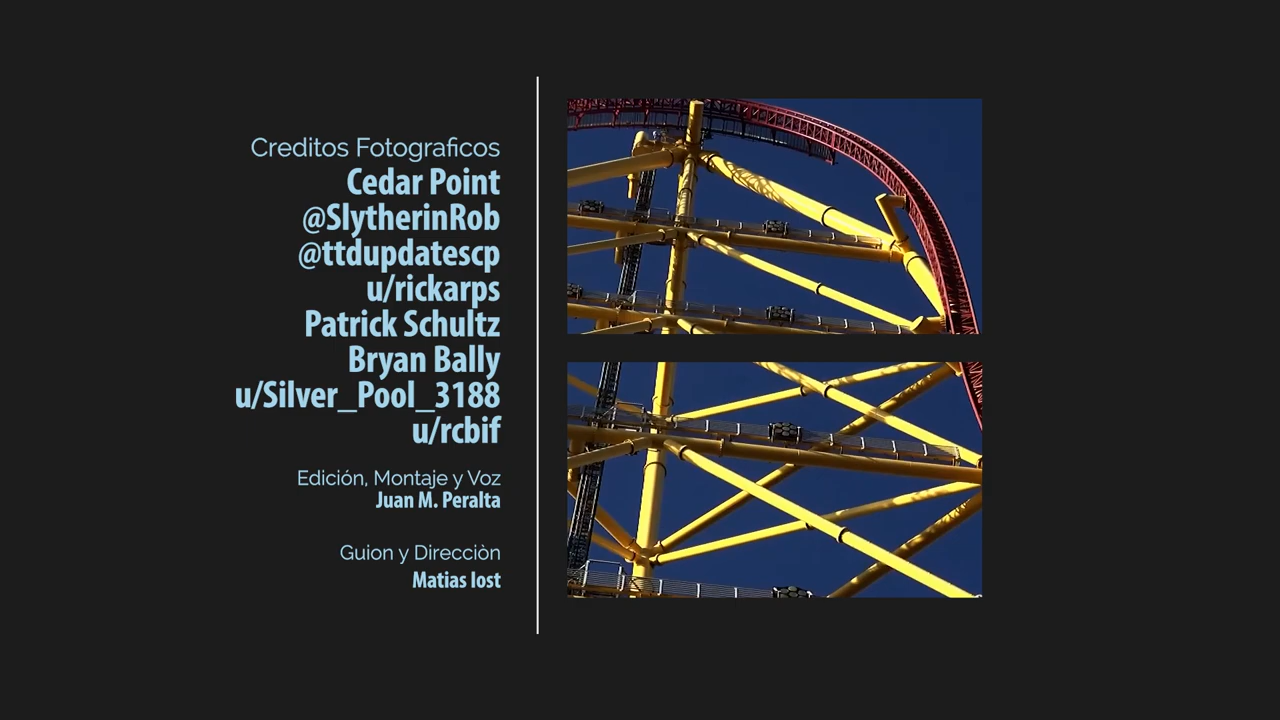 Creditos Fotograficos
Cedar Point
@SlytherinRob
@ttdupdatescp
u/rickarps
Patrick Schultz
Bryan Bally
u/Silver_Pool_3188
u/rcbif
Edición, Montaje y Voz
Juan M. Peralta
Guion y Direcciòn
Matias Iost